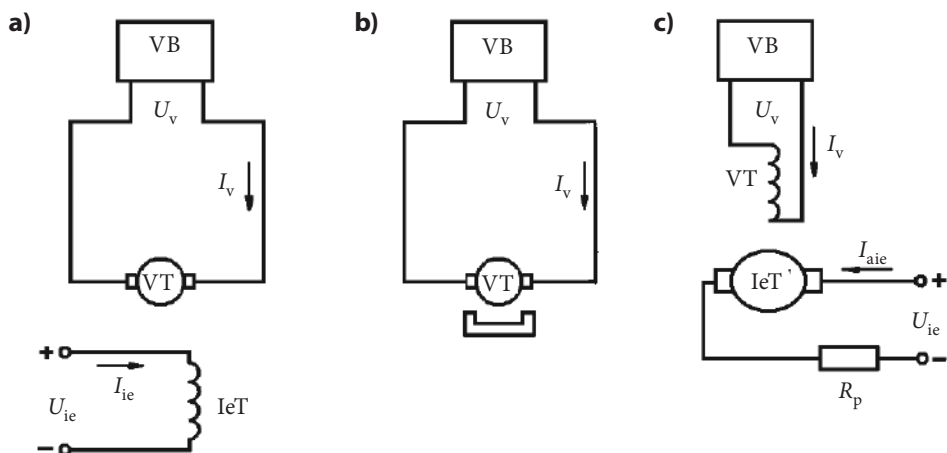 a)
VB
Uv
Iv
VT
+
Iie
Uie
IeT
−
b)
VB
Uv
Iv
VT
c)
VB
Uv
Iv
VT
Iaie
IeT
+
Uie
−
Rp